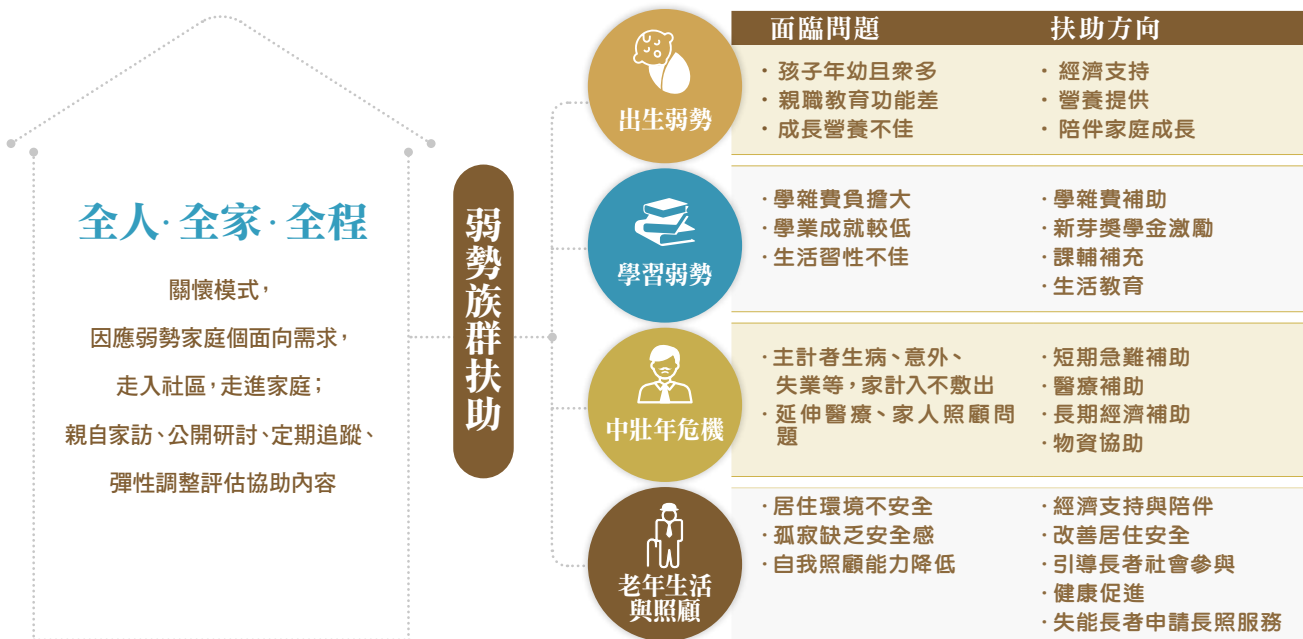 全人·全家·全程
關懷模式，
因應弱勢家庭個面向需求，
走入社區，走進家庭；
親自家訪、公開研討、定期追蹤、
彈性調整評估協助內容
弱勢族群扶助
面臨問題
扶助方向
出生弱勢
・孩子年幼且眾多
・親職教育功能差
・成長營養不佳
・經濟支持
・營養提供
・陪伴家庭成長
學習弱勢
·學雜費負擔大
·學業成就較低
·生活習性不佳
·學雜費補助
·新芽獎學金激勵
·課輔補充
·生活教育
中壯年危機
·主計者生病、意外、
失業等，家計入不敷出
·延伸醫療、家人照顧問
題
·短期急難補助
·醫療補助
·長期經濟補助
·物資協助
老年生活
與照顧
·居住環境不安全
·孤寂缺乏安全感
·自我照顧能力降低
·經濟支持與陪伴
·改善居住安全
·引導長者社會參與
·健康促進
·失能長者申請長照服務